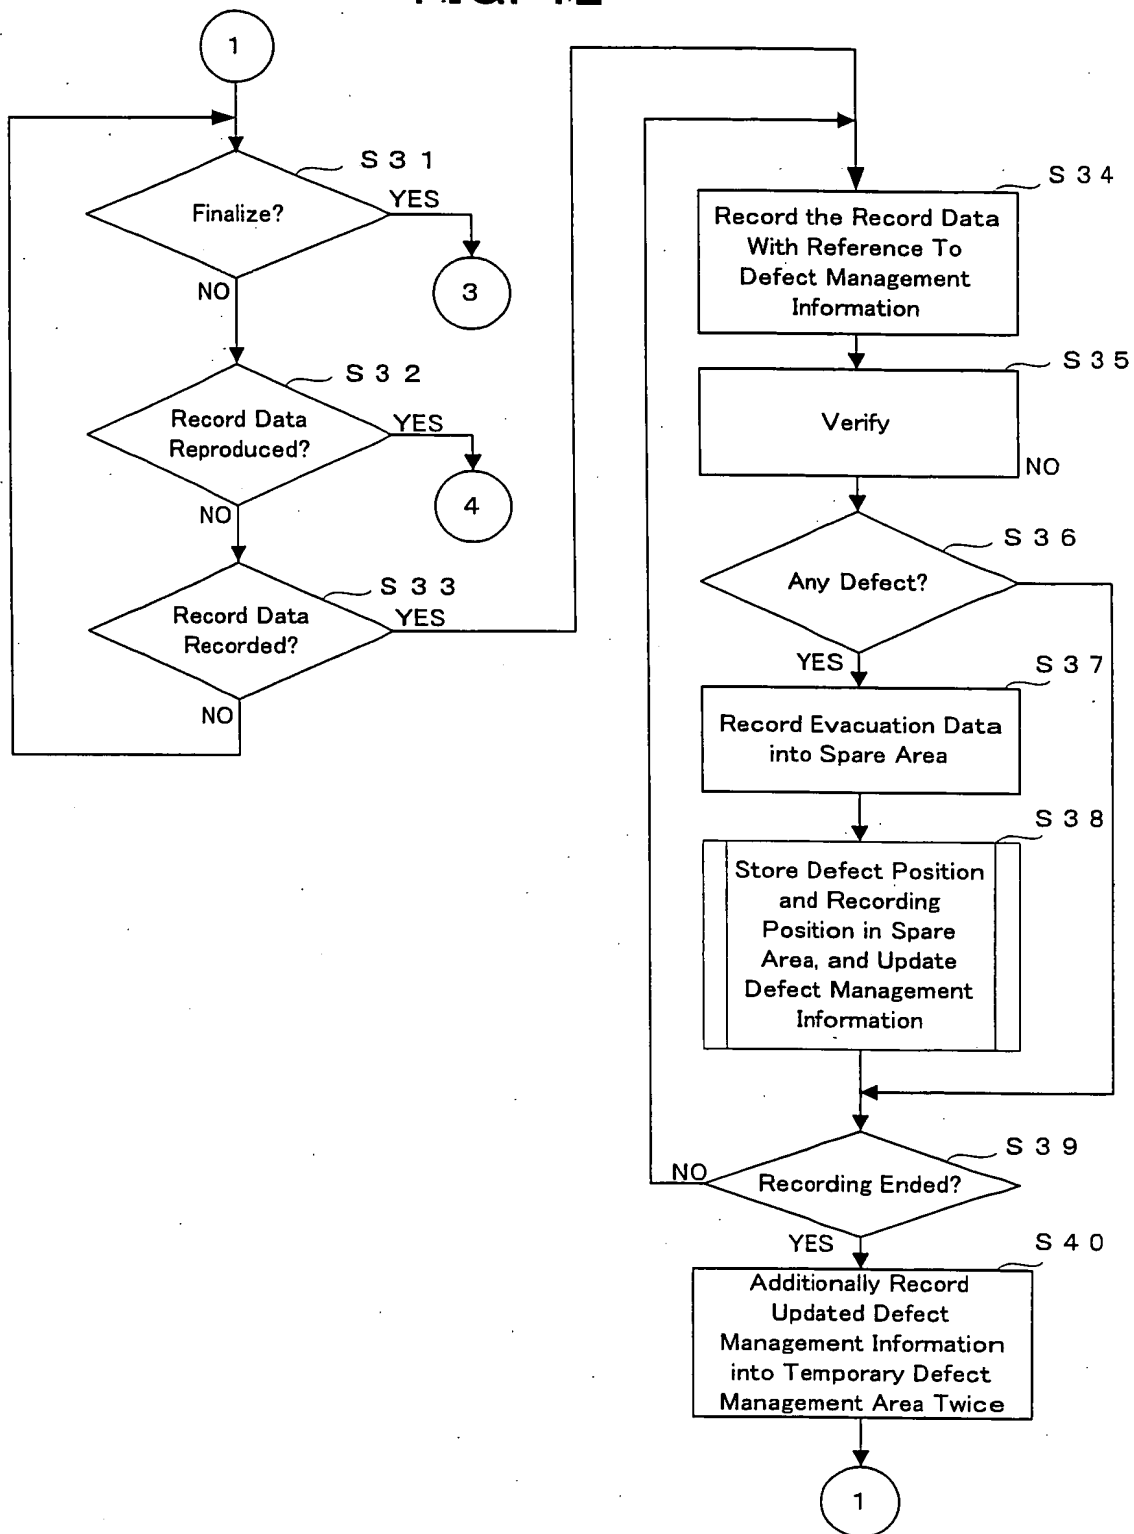 1
S31
Finalize?
YES
3
NO
S32
Record Data
Reproduced?
YES
4
NO
S33
Record Data
Recorded?
YES
NO
S34
Record the Record Data
With Reference To
Defect Management
Information
S35
Verify
NO
S36
Any Defect?
YES
S37
Record Evacuation Data
into Spare Area
S38
Store Defect Position
and Recording
Position in Spare
Area, and Update
Defect Management
Information
S39
NO
Recording Ended?
YES
S40
Additionally Record
Updated Defect
Management Information
into Temporary Defect
Management Area Twice
1